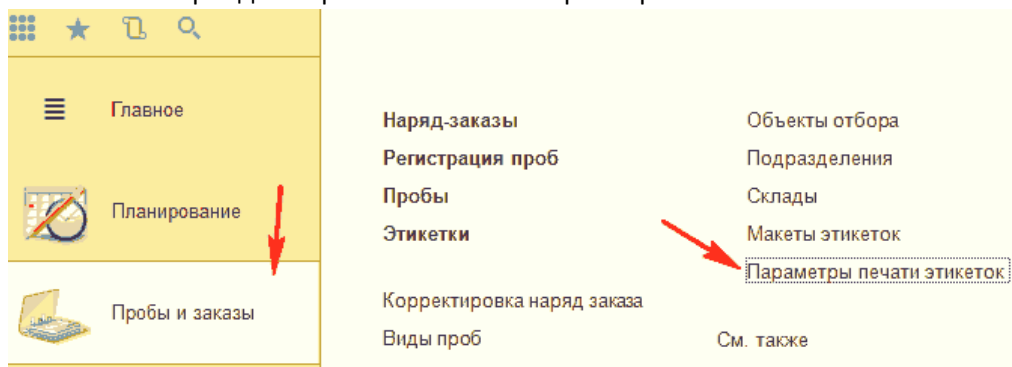 Главное
Планирование
Пробы и заказы
Наряд-заказы
Регистрация проб
Пробы
Этикетки
Корректировка наряд заказа
Виды проб
Объекты отбора
Подразделения
Склады
Макеты этикеток
Параметры печати этикеток
См. также